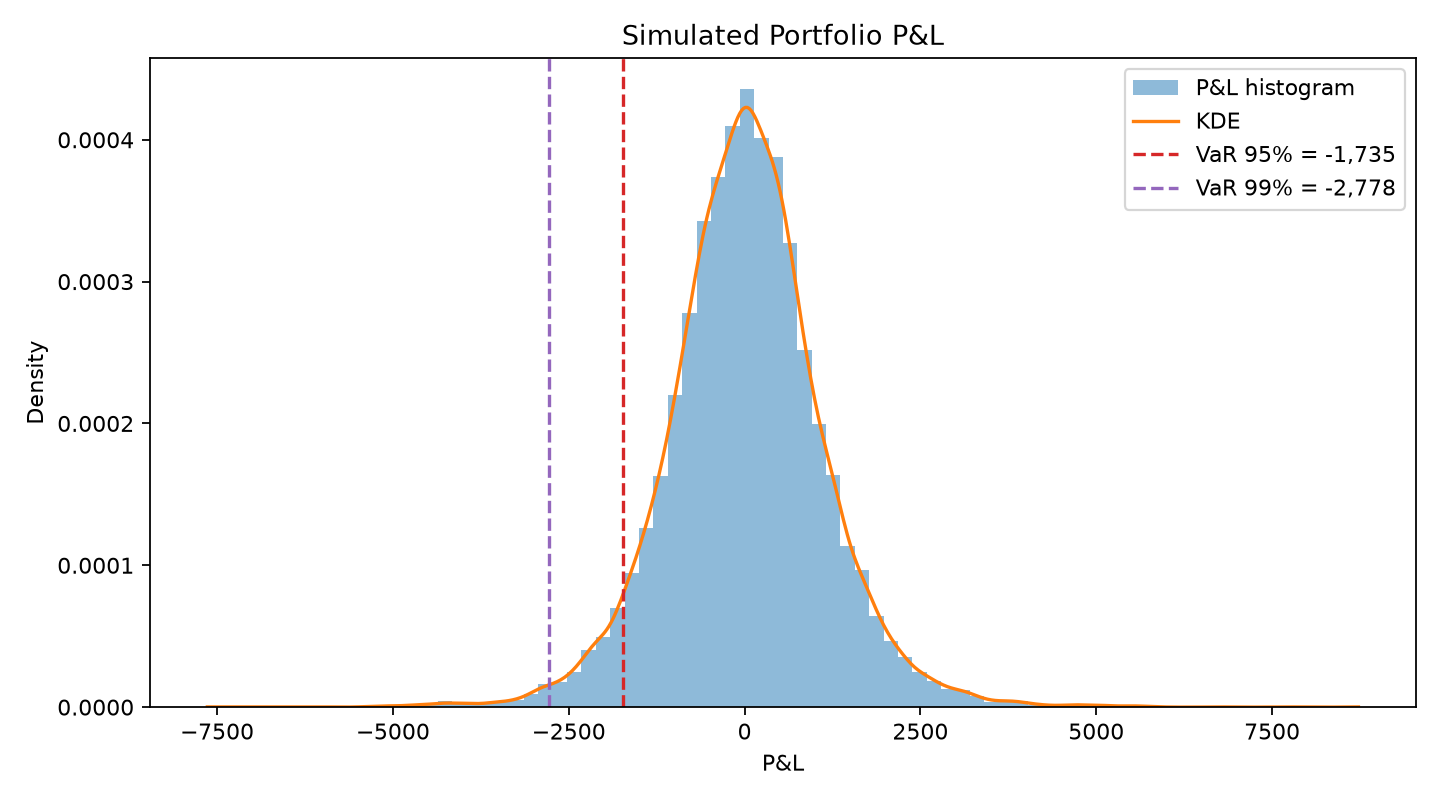 Simulated Portfolio P&L
P&L histogram
KDE
VaR 95% = -1,735
VaR 99% = -2,778
Density
0.0004
0.0003
0.0002
0.0001
0.0000
−7500 −5000 −2500 0 2500 5000 7500
P&L